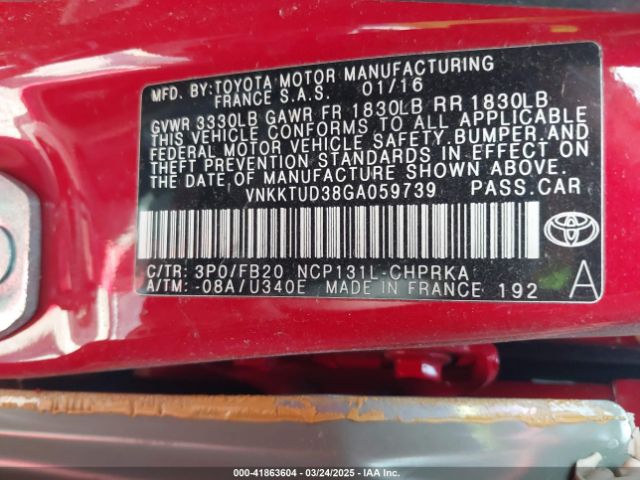 MFD. BY: TOYOTA MOTOR MANUFACTURING
FRANCE S.A.S. 01/16
GVWR 3330LB GAWR FR 1830LB RR 1830LB
THIS VEHICLE CONFORMS TO ALL APPLICABLE
FEDERAL MOTOR VEHICLE SAFETY, BUMPER, AND
THEFT PREVENTION STANDARDS IN EFFECT ON
THE DATE OF MANUFACTURE SHOWN ABOVE.
VNKKTUD38GA059739 PASS.CAR
C/TR: 3P0/FB20 NCP131L-CHPRKA
A/TM: -08A/U340E MADE IN FRANCE 192 A
000-41863604 - 03/24/2025 - IAA Inc.